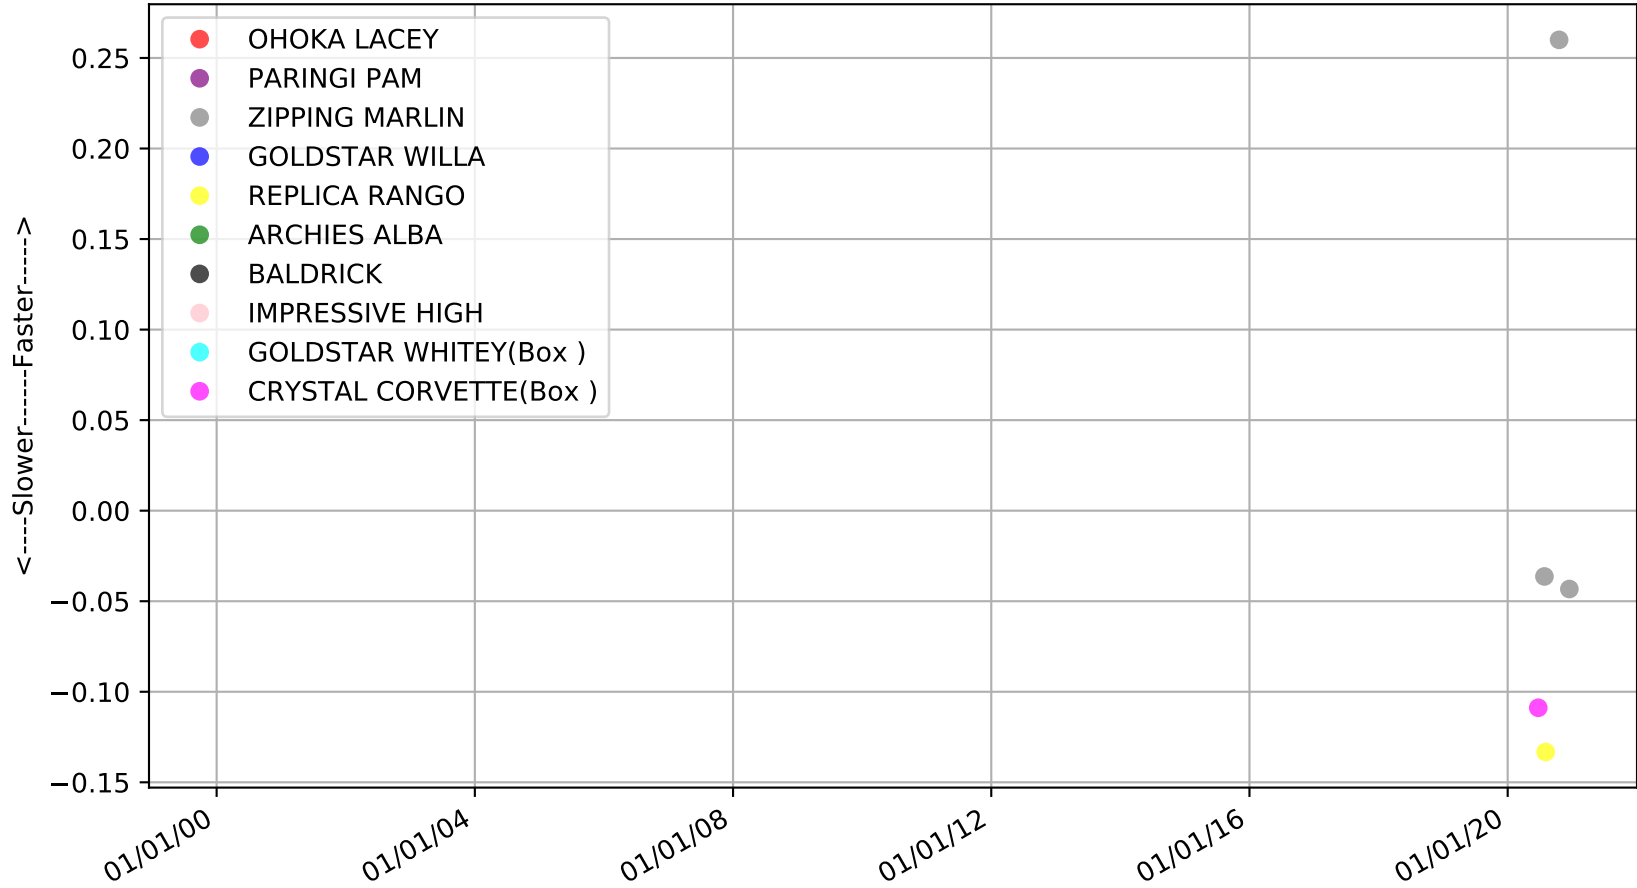 OHOKA LACEY
PARINGI PAM
ZIPPING MARLIN
GOLDSTAR WILLA
REPLICA RANGO
ARCHIES ALBA
BALDRICK
IMPRESSIVE HIGH
GOLDSTAR WHITEY(Box )
CRYSTAL CORVETTE(Box )
<----Slower------Faster----->
0.25
0.20
0.15
0.10
0.05
0.00
−0.05
−0.10
−0.15
01/01/00
01/01/04
01/01/08
01/01/12
01/01/16
01/01/20